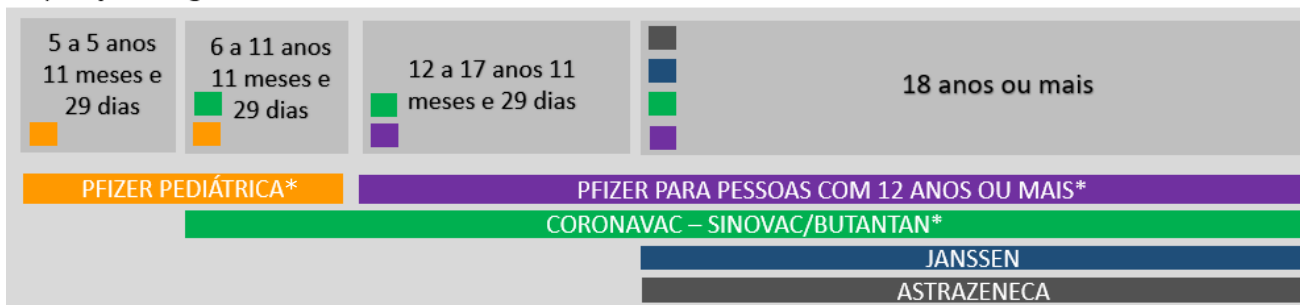 5 a 5 anos
11 meses e
29 dias
6 a 11 anos
11 meses e
29 dias
12 a 17 anos 11
meses e 29 dias
18 anos ou mais
PFIZER PEDIÁTRICA*
PFIZER PARA PESSOAS COM 12 ANOS OU MAIS*
CORONAVAC – SINOVAC/BUTANTAN*
JANSSEN
ASTRAZENECA